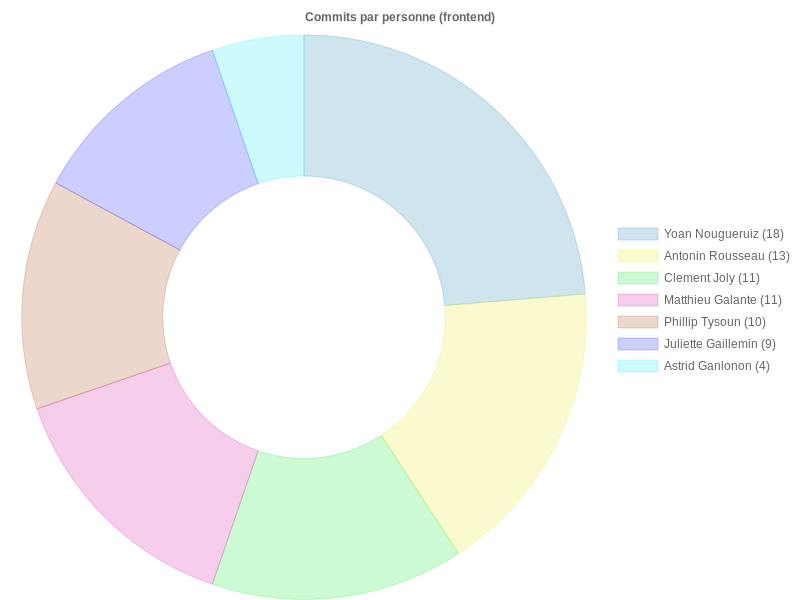 Commits par personne (frontend)
Yoan Nougueruiz (18)
Antonin Rousseau (13)
Clement Joly (11)
Matthieu Galante (11)
Phillip Tysoun (10)
Juliette Gaillemin (9)
Astrid Ganlonon (4)